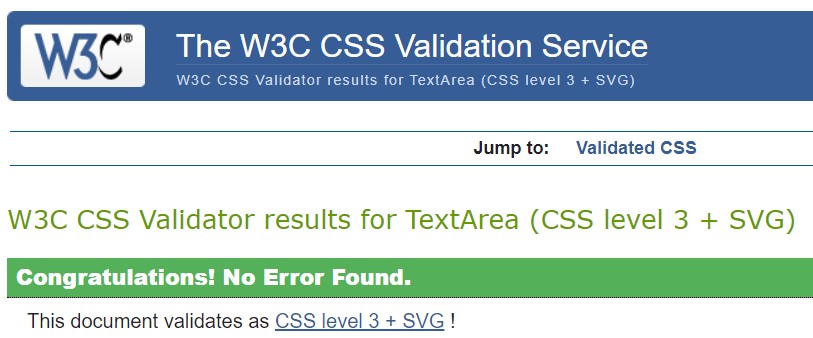 W3C®
The W3C CSS Validation Service
W3C CSS Validator results for TextArea (CSS level 3 + SVG)
Jump to: Validated CSS
W3C CSS Validator results for TextArea (CSS level 3 + SVG)
Congratulations! No Error Found.
This document validates as CSS level 3 + SVG !